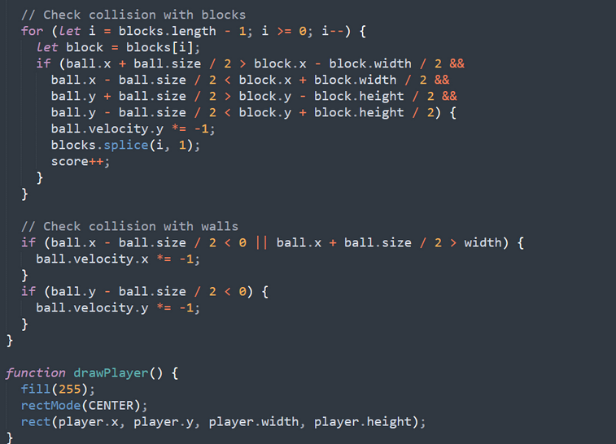 // Check collision with blocks
for (let i = blocks.length - 1; i >= 0; i--) {
let block = blocks[i];
if (ball.x + ball.size / 2 > block.x - block.width / 2 &&
ball.x - ball.size / 2 < block.x + block.width / 2 &&
ball.y + ball.size / 2 > block.y - block.height / 2 &&
ball.y - ball.size / 2 < block.y + block.height / 2) {
ball.velocity.y *= -1;
blocks.splice(i, 1);
score++;
}
}
// Check collision with walls
if (ball.x - ball.size / 2 < 0 || ball.x + ball.size / 2 > width) {
ball.velocity.x *= -1;
}
if (ball.y - ball.size / 2 < 0) {
ball.velocity.y *= -1;
}
}
function drawPlayer() {
fill(255);
rectMode(CENTER);
rect(player.x, player.y, player.width, player.height);
}